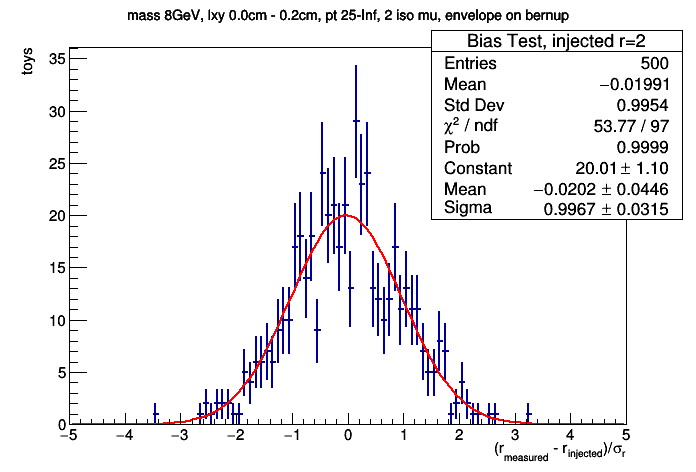 mass 8GeV, lxy 0.0cm - 0.2cm, pt 25-Inf, 2 iso mu, envelope on bernup
toys
Bias Test, injected r=2
Entries 500
Mean −0.01991
Std Dev 0.9954
χ² / ndf 53.77 / 97
Prob 0.9999
Constant 20.01 ± 1.10
Mean −0.0202 ± 0.0446
Sigma 0.9967 ± 0.0315
35
30
25
20
15
10
5
0
−5 −4 −3 −2 −1 0 1 2 3 4 5
(r_measured - r_injected)/σ_r